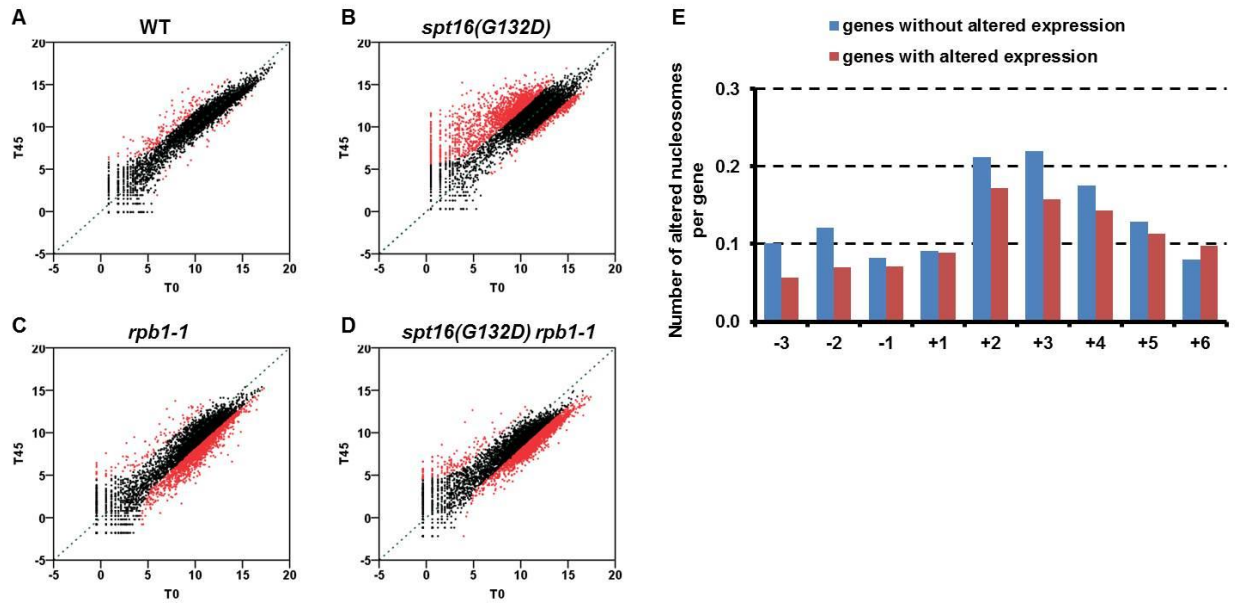 A
WT
20
15
10
5
0
-5
-5 0 5 10 15 20
T45
T0
B
spt16(G132D)
20
15
10
5
0
-5
-5 0 5 10 15 20
T45
T0
C
rpb1-1
20
15
10
5
0
-5
-5 0 5 10 15 20
T45
T0
D
spt16(G132D) rpb1-1
20
15
10
5
0
-5
-5 0 5 10 15 20
T45
T0
E
genes without altered expression
genes with altered expression
Number of altered nucleosomes
per gene
0.3
0.2
0.1
0.0
-3 -2 -1 +1 +2 +3 +4 +5 +6